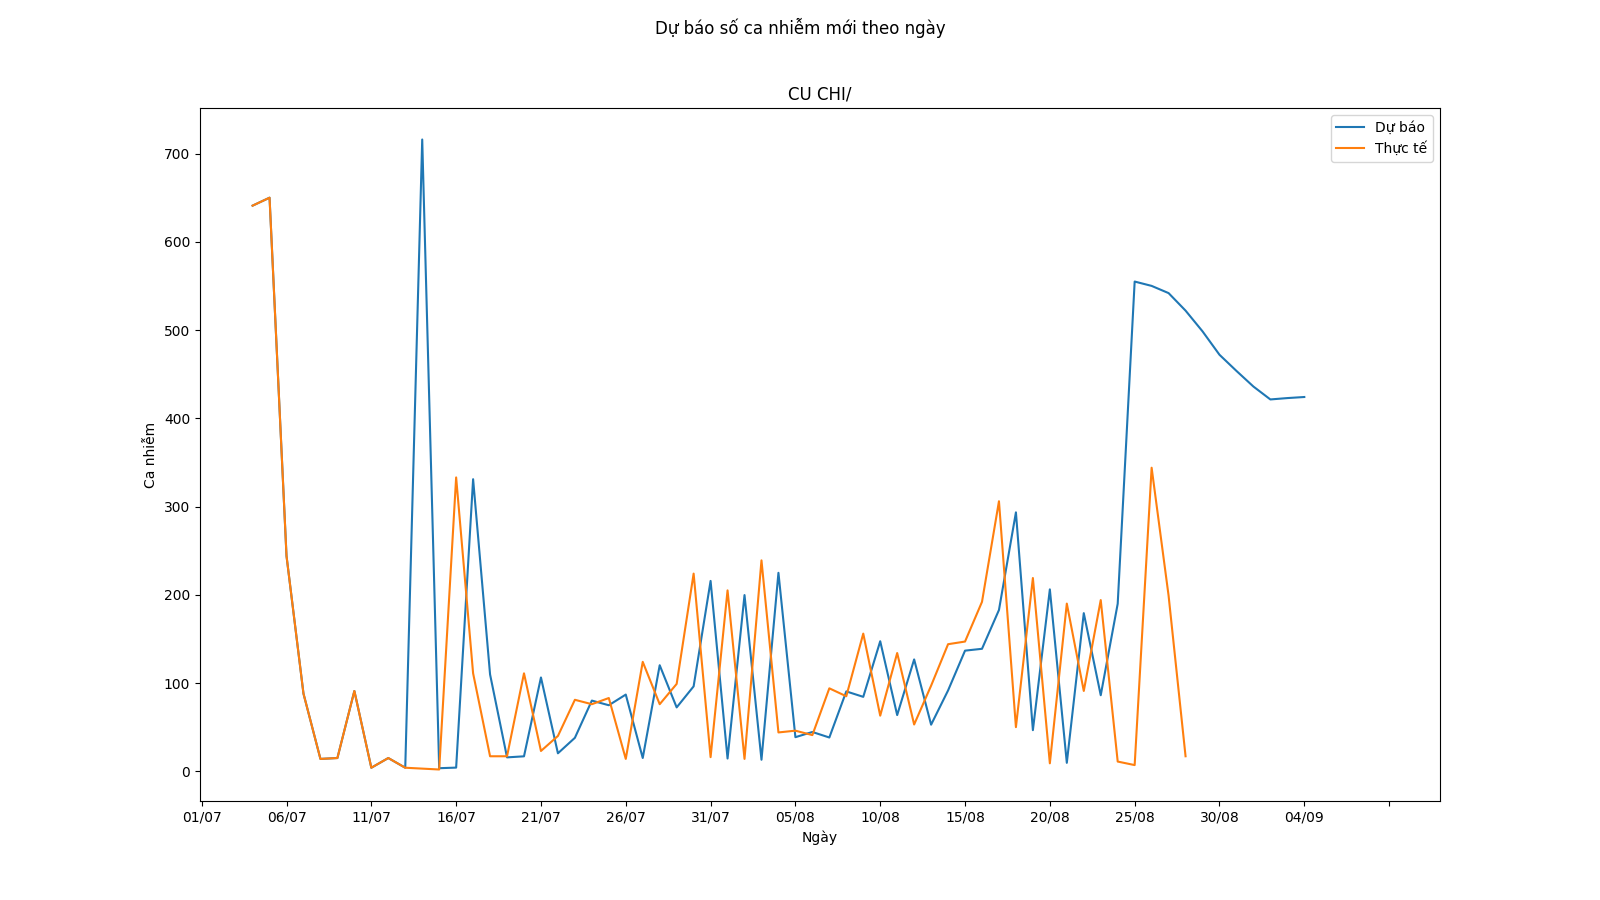 Dự báo số ca nhiễm mới theo ngày
CU CHI/
Dự báo
Thực tế
700
600
500
400
300
200
100
0
Ca nhiễm
01/07 06/07 11/07 16/07 21/07 26/07 31/07 05/08 10/08 15/08 20/08 25/08 30/08 04/09
Ngày